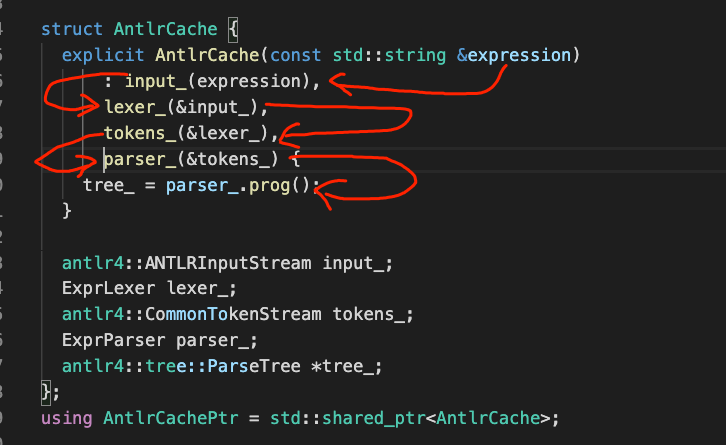 struct AntlrCache {
explicit AntlrCache(const std::string &expression)
: input_(expression),
lexer_(&input_),
tokens_(&lexer_),
parser_(&tokens_) {
tree_ = parser_.prog();
}
antlr4::ANTLRInputStream input_;
ExprLexer lexer_;
antlr4::CommonTokenStream tokens_;
ExprParser parser_;
antlr4::tree::ParseTree *tree_;
};
using AntlrCachePtr = std::shared_ptr<AntlrCache>;